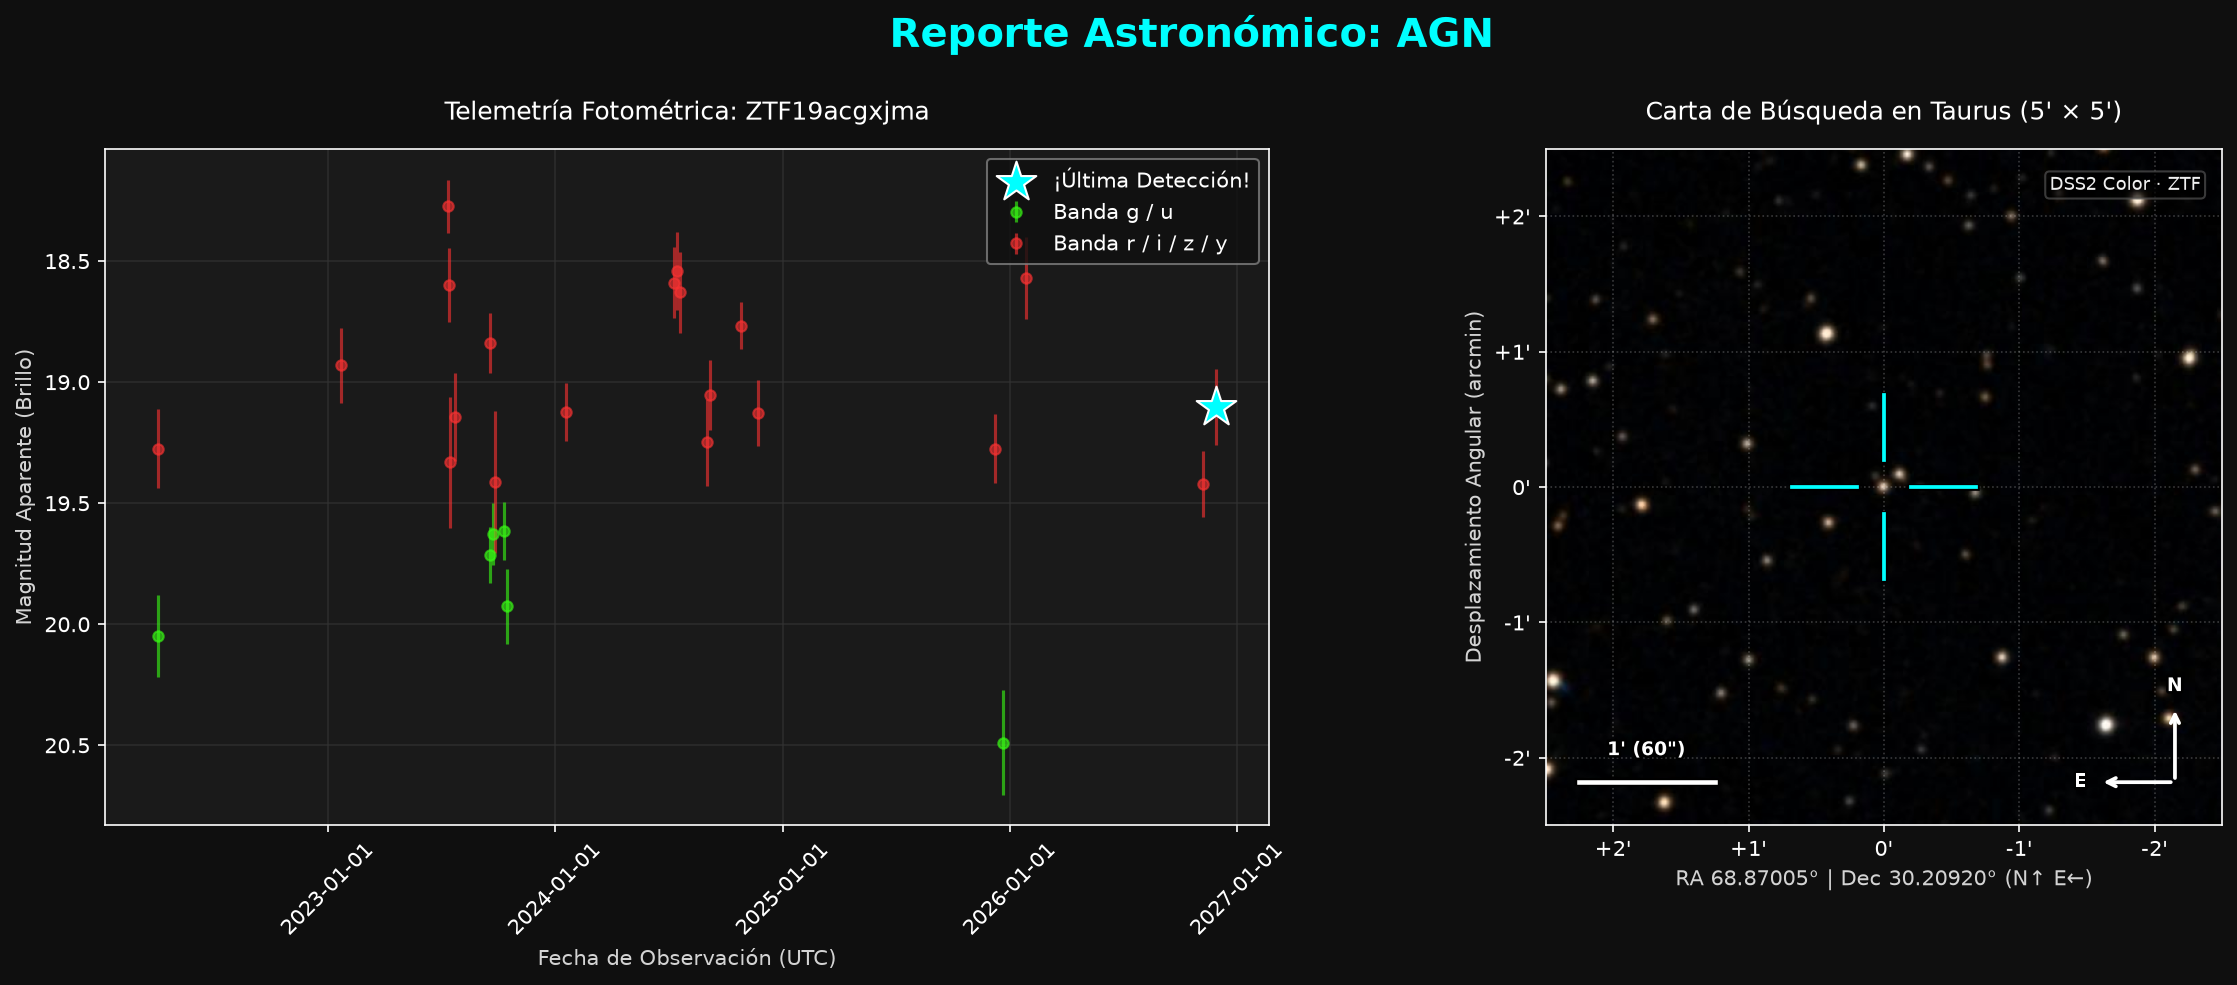 Reporte Astronómico: AGN
Telemetría Fotométrica: ZTF19acgxjma
Magnitud Aparente (Brillo)
18.5
19.0
19.5
20.0
20.5
¡Última Detección!
Banda g / u
Banda r / i / z / y
2023-01-01
2024-01-01
2025-01-01
2026-01-01
2027-01-01
Fecha de Observación (UTC)
Carta de Búsqueda en Taurus (5' × 5')
Desplazamiento Angular (arcmin)
+2'
+1'
0'
-1'
-2'
DSS2 Color · ZTF
N
E
1' (60")
+2'
+1'
0'
-1'
-2'
RA 68.87005° | Dec 30.20920° (N↑ E←)